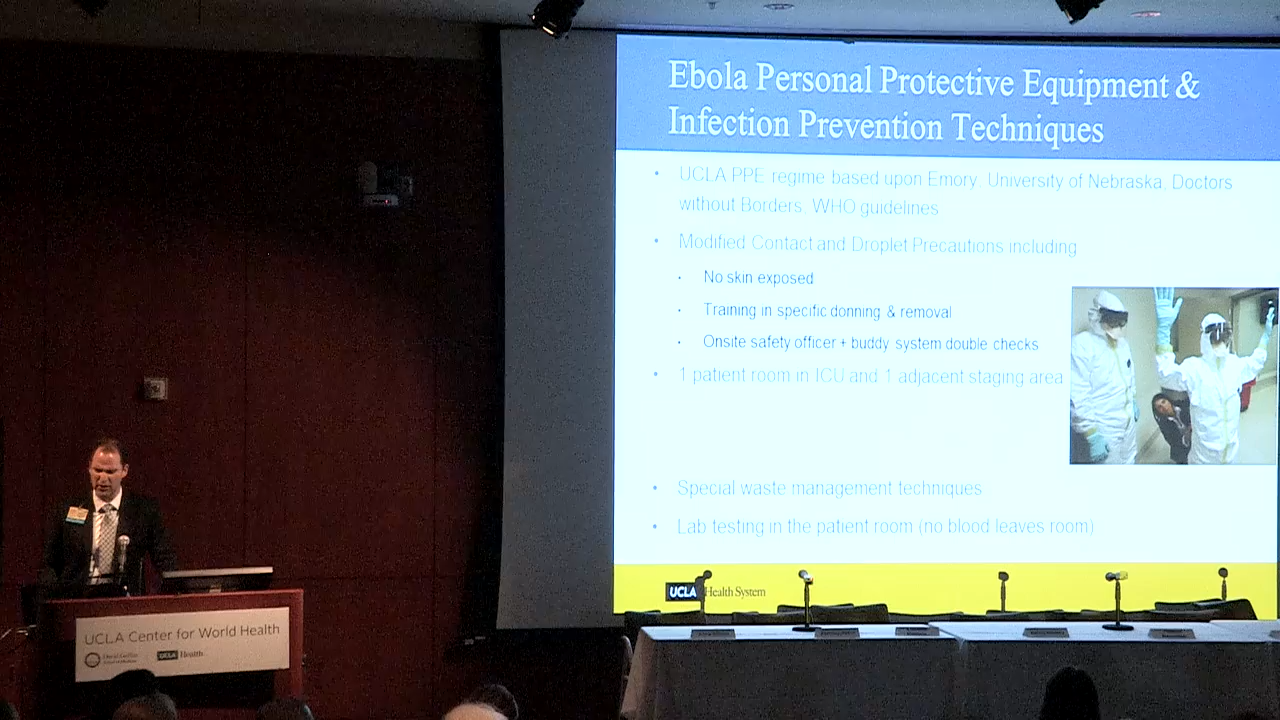 Ebola Personal Protective Equipment &
Infection Prevention Techniques
• UCLA PPE regime based upon Emory, University of Nebraska, Doctors
without Borders, WHO guidelines
• Modified Contact and Droplet Precautions including
• No skin exposed
• Training in specific donning & removal
• Onsite safety officer + buddy system double checks
• 1 patient room in ICU and 1 adjacent staging area
• Special waste management techniques
• Lab testing in the patient room (no blood leaves room)
UCLA Health System
UCLA Center for World Health
UCLA Health